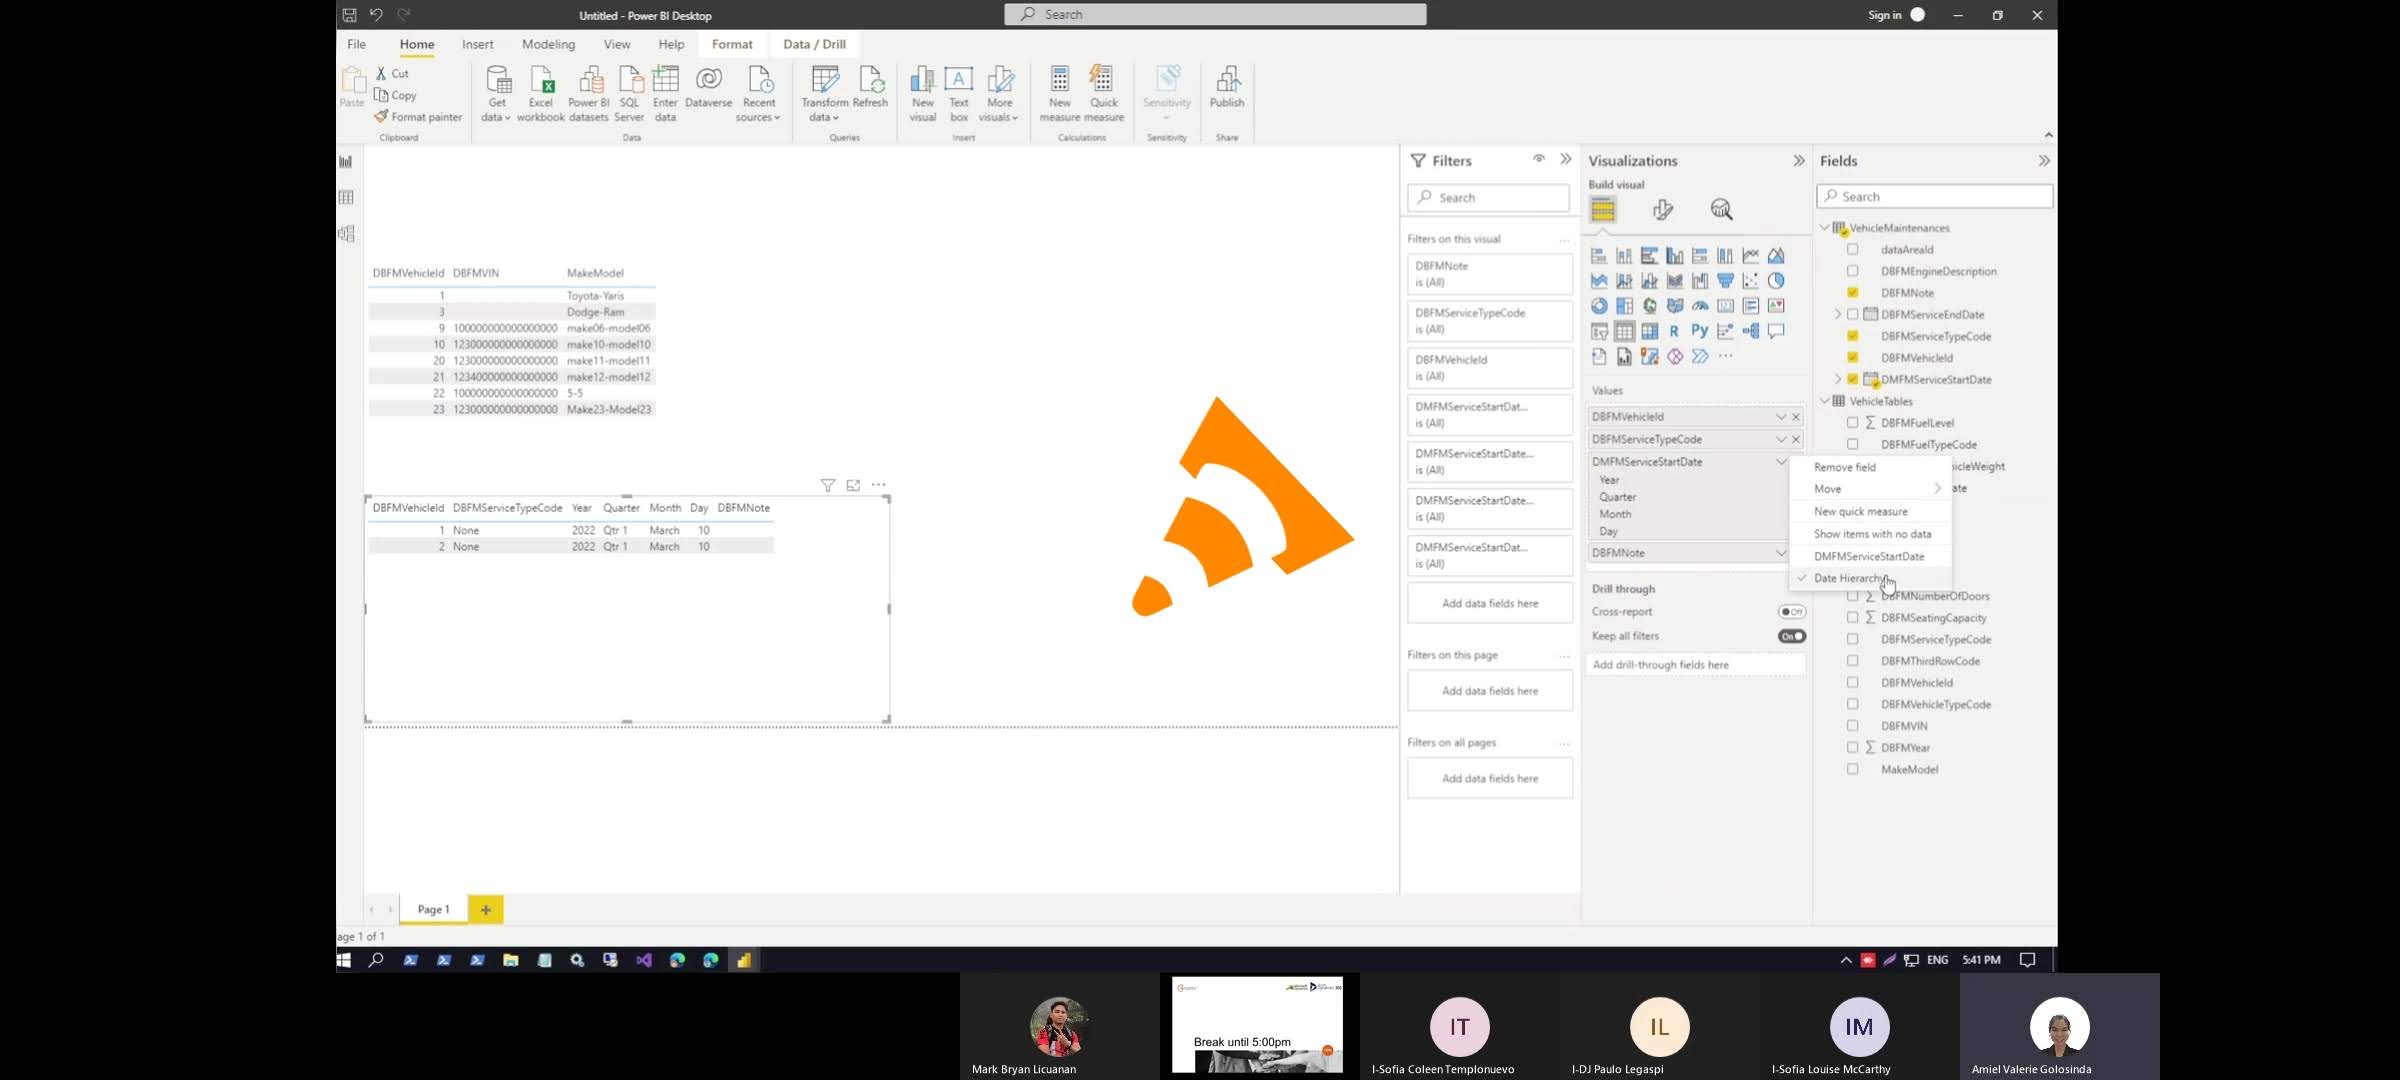 Untitled - Power BI Desktop
Search
Sign in
File Home Insert Modeling View Help Format Data / Drill
Paste
Cut
Copy
Format painter
Get data
Excel workbook
Power BI datasets
SQL Server
Enter data
Dataverse
Recent sources
Transform data
Refresh
New visual
Text box
More visuals
New measure
Quick measure
Sensitivity
Publish
Clipboard
Data
Queries
Insert
Calculations
Sensitivity
Share
DBFMVehicleId DBFMVIN MakeModel
1 Toyota-Yaris
3 Dodge-Ram
9 100000000000000000 make06-model06
10 123000000000000000 make10-model10
20 123000000000000000 make11-model11
21 123400000000000000 make12-model12
22 100000000000000000 5-5
23 123000000000000000 Make23-Model23
DBFMVehicleId DBFMServiceTypeCode Year Quarter Month Day DBFMNote
1 None 2022 Qtr 1 March 10
2 None 2022 Qtr 1 March 10
Filters
Search
Filters on this visual
DBFMNote
is (All)
DBFMServiceTypeCode
is (All)
DBFMVehicleId
is (All)
DMFMServiceStartDat...
is (All)
DMFMServiceStartDate...
is (All)
DMFMServiceStartDate...
is (All)
DMFMServiceStartDat...
is (All)
Add data fields here
Filters on this page
Add data fields here
Filters on all pages
Add data fields here
Visualizations
Build visual
R
Py
123
Values
DBFMVehicleId
DBFMServiceTypeCode
DMFMServiceStartDate
Year
Quarter
Month
Day
DBFMNote
Drill through
Cross-report
Off
Keep all filters
On
Add drill-through fields here
Remove field
Move
New quick measure
Show items with no data
DMFMServiceStartDate
Date Hierarchy
Fields
Search
VehicleMaintenances
dataAreaId
DBFMEngineDescription
DBFMNote
DBFMServiceEndDate
DBFMServiceTypeCode
DBFMVehicleId
DMFMServiceStartDate
VehicleTables
DBFMFuelLevel
DBFMFuelTypeCode
icleWeight
ate
DBFMNumberOfDoors
DBFMSeatingCapacity
DBFMServiceTypeCode
DBFMThirdRowCode
DBFMVehicleId
DBFMVehicleTypeCode
DBFMVIN
DBFMYear
MakeModel
Page 1
age 1 of 1
ENG 5:41 PM
Break until 5:00pm
IT
IL
IM
Mark Bryan Licuanan
I-Sofia Coleen Templonuevo
I-DJ Paulo Legaspi
I-Sofia Louise McCarthy
Amiel Valerie Golosinda